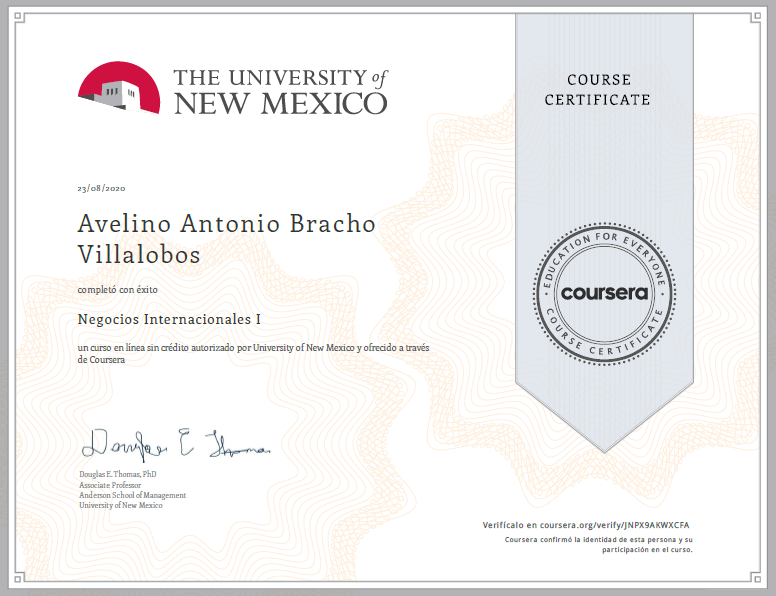 THE UNIVERSITY of
NEW MEXICO
COURSE
CERTIFICATE
23/08/2020
Avelino Antonio Bracho
Villalobos
completó con éxito
Negocios Internacionales I
un curso en línea sin crédito autorizado por University of New Mexico y ofrecido a través
de Coursera
EDUCATION FOR EVERYONE
coursera
COURSE CERTIFICATE
Douglas E. Thomas
Douglas E. Thomas, PhD
Associate Professor
Anderson School of Management
University of New Mexico
Verifícalo en coursera.org/verify/JNPX9AKWXCFA
Coursera confirmó la identidad de esta persona y su
participación en el curso.